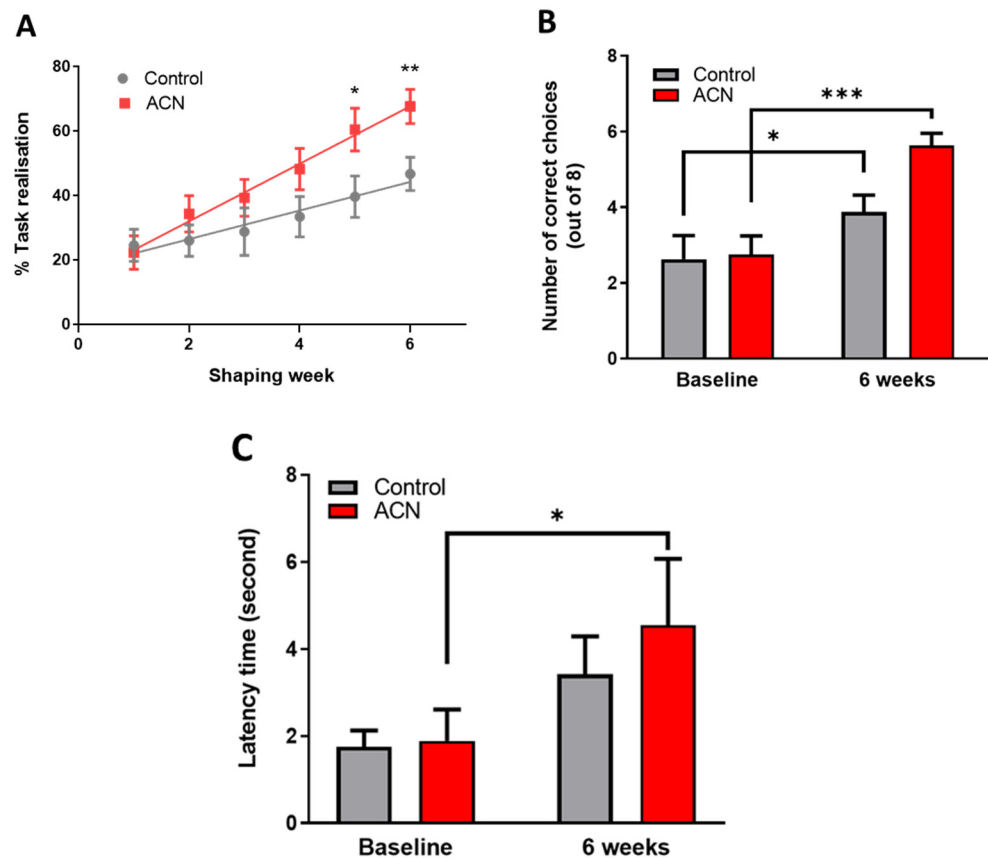 A
80
60
40
20
0
% Task realisation
Control
ACN
*
**
0
2
4
6
Shaping week
B
8
6
4
2
0
Number of correct choices
(out of 8)
Control
ACN
***
*
Baseline
6 weeks
C
8
6
4
2
0
Latency time (second)
Control
ACN
*
Baseline
6 weeks